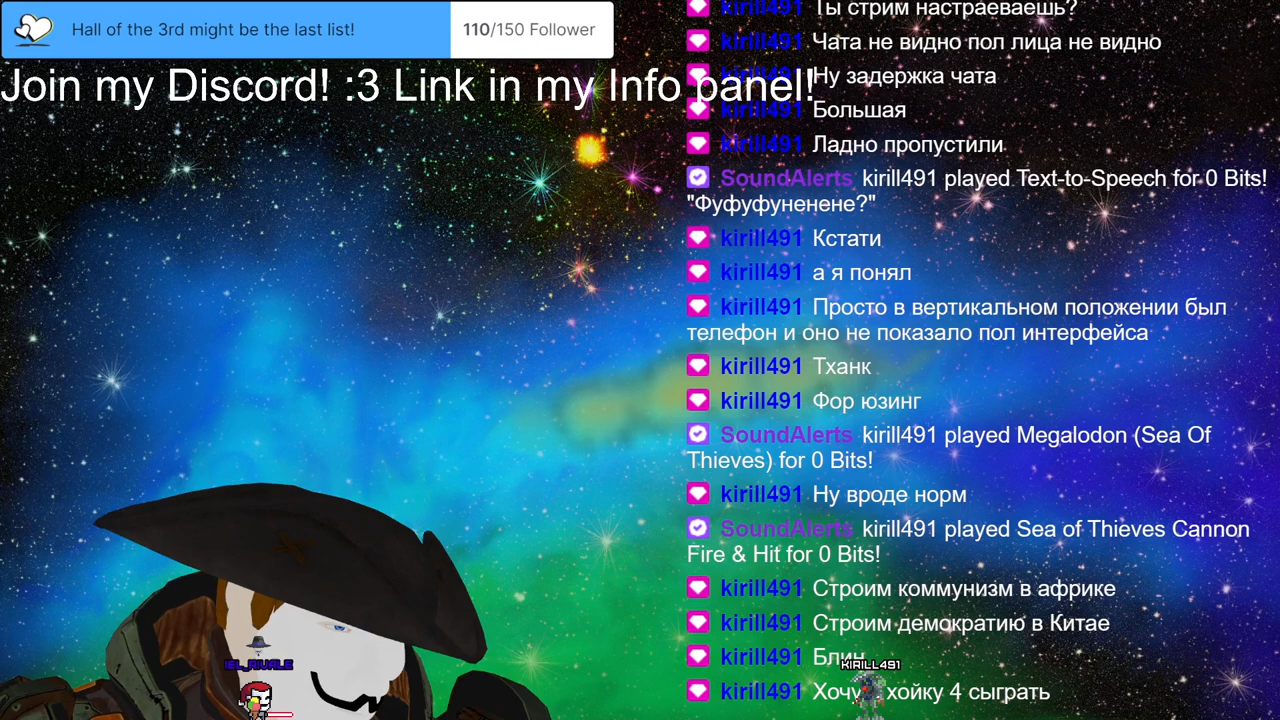 Hall of the 3rd might be the last list!
110/150 Follower
Join my Discord! :3 Link in my Info panel!
kirill491 Ты стрим настраеваешь?
kirill491 Чата не видно пол лица не видно
kirill491 Ну задержка чата
kirill491 Большая
kirill491 Ладно пропустили
SoundAlerts kirill491 played Text-to-Speech for 0 Bits!
"Фуфуфуненене?"
kirill491 Кстати
kirill491 а я понял
kirill491 Просто в вертикальном положении был
телефон и оно не показало пол интерфейса
kirill491 Тханк
kirill491 Фор юзинг
SoundAlerts kirill491 played Megalodon (Sea Of
Thieves) for 0 Bits!
kirill491 Ну вроде норм
SoundAlerts kirill491 played Sea of Thieves Cannon
Fire & Hit for 0 Bits!
kirill491 Строим коммунизм в африке
kirill491 Строим демократию в Китае
kirill491 Блин
KIRILL491
kirill491 Хочу хойку 4 сыграть